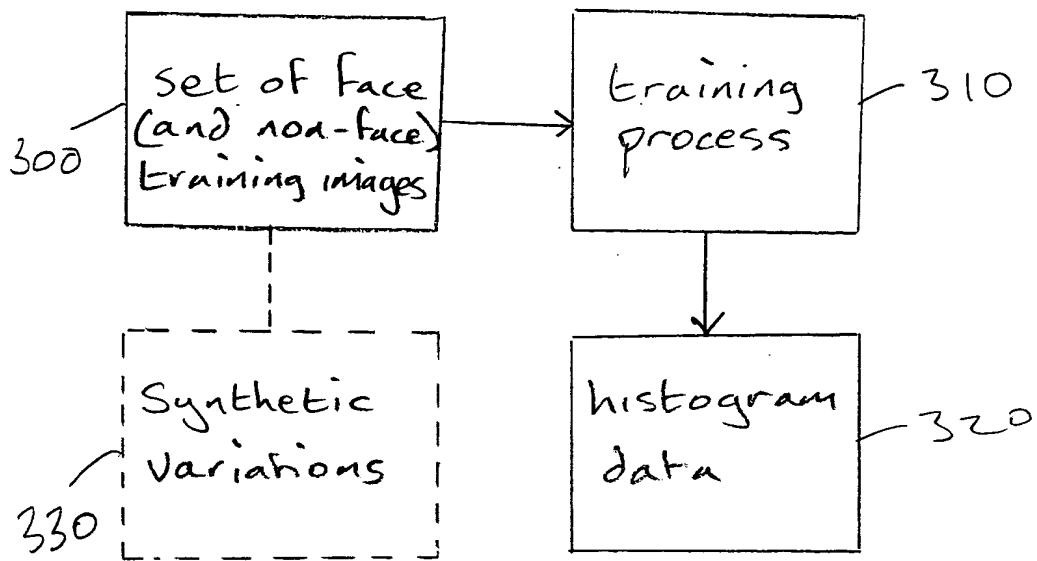 set of face
(and non-face)
training images
300
training
process
310
Synthetic
variations
330
histogram
data
320